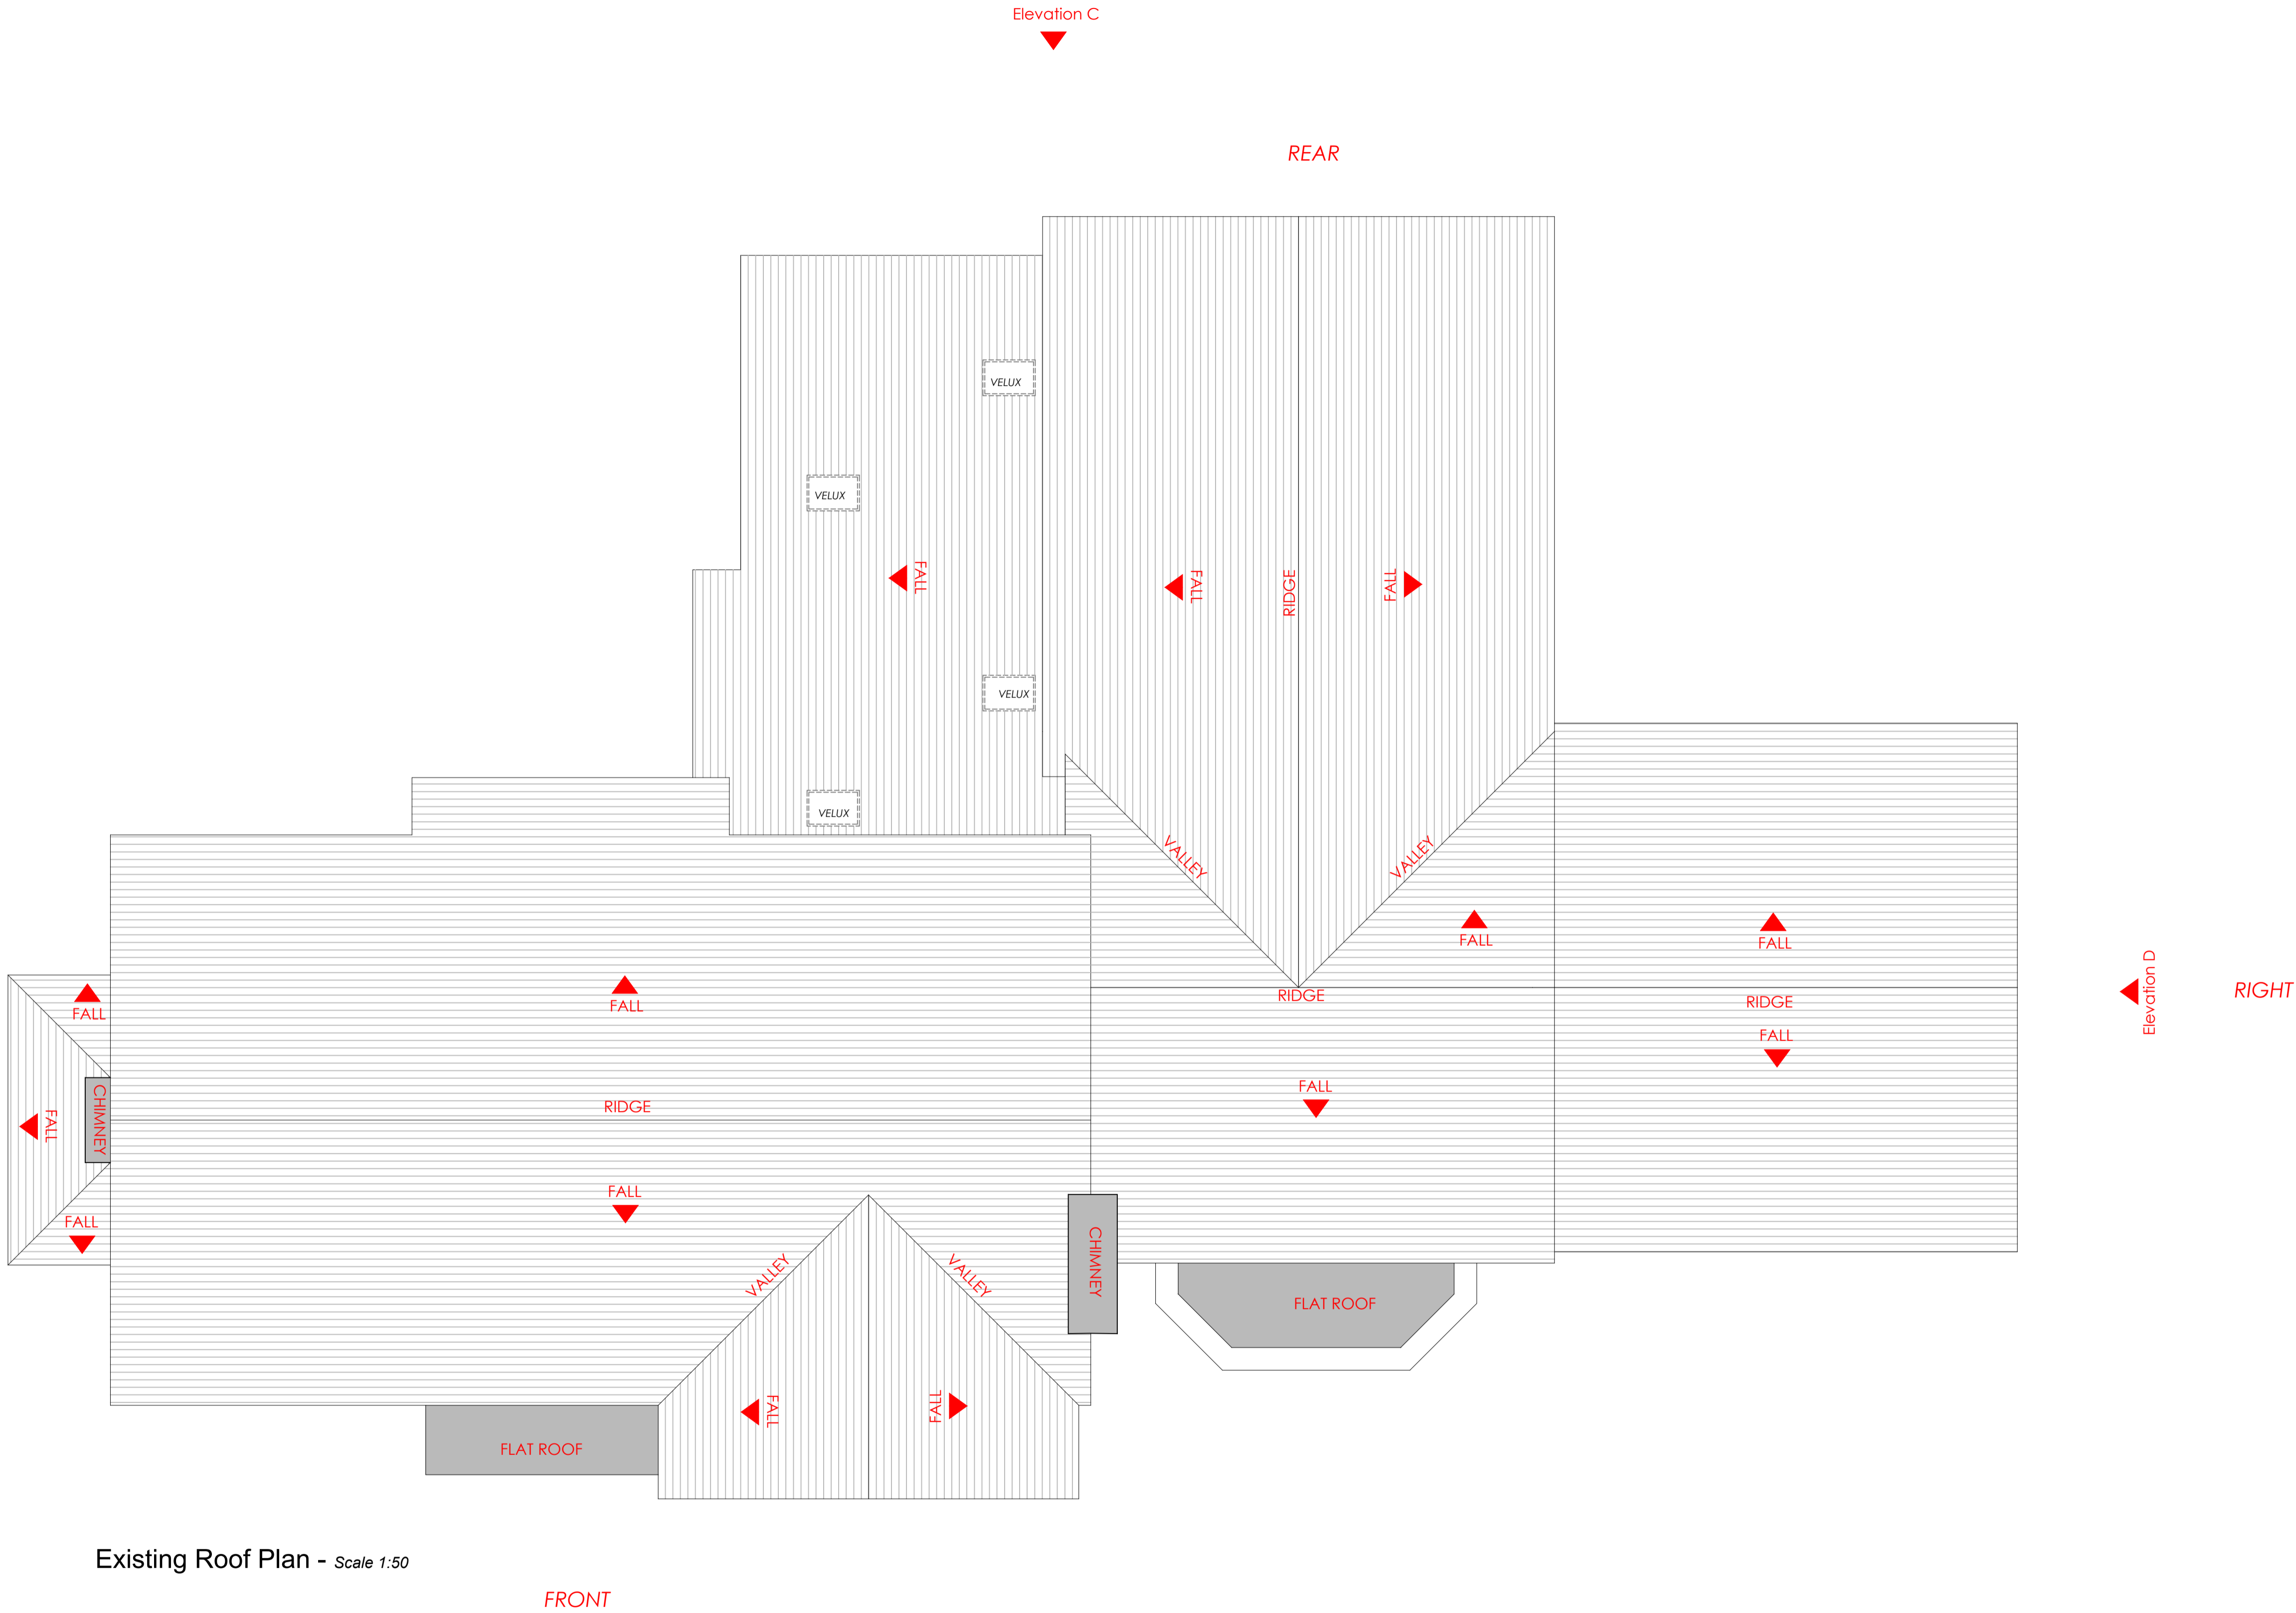 Elevation C
REAR
VELUX
VELUX
FALL
FALL
RIDGE
FALL
VELUX
VELUX
VALLEY
VALLEY
FALL
FALL
FALL
FALL
RIDGE
RIDGE
Elevation D
RIGHT
FALL
FALL
CHIMNEY
RIDGE
FALL
FALL
FALL
VALLEY
VALLEY
CHIMNEY
FLAT ROOF
FALL
FALL
FLAT ROOF
Existing Roof Plan - Scale 1:50
FRONT